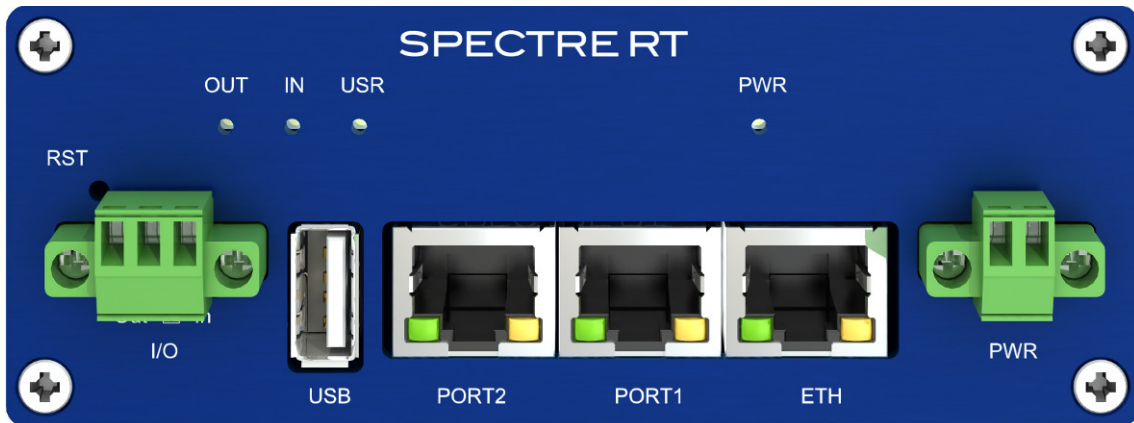 SPECTRE RT
OUT IN USR PWR
RST
I/O
USB PORT2 PORT1 ETH
PWR